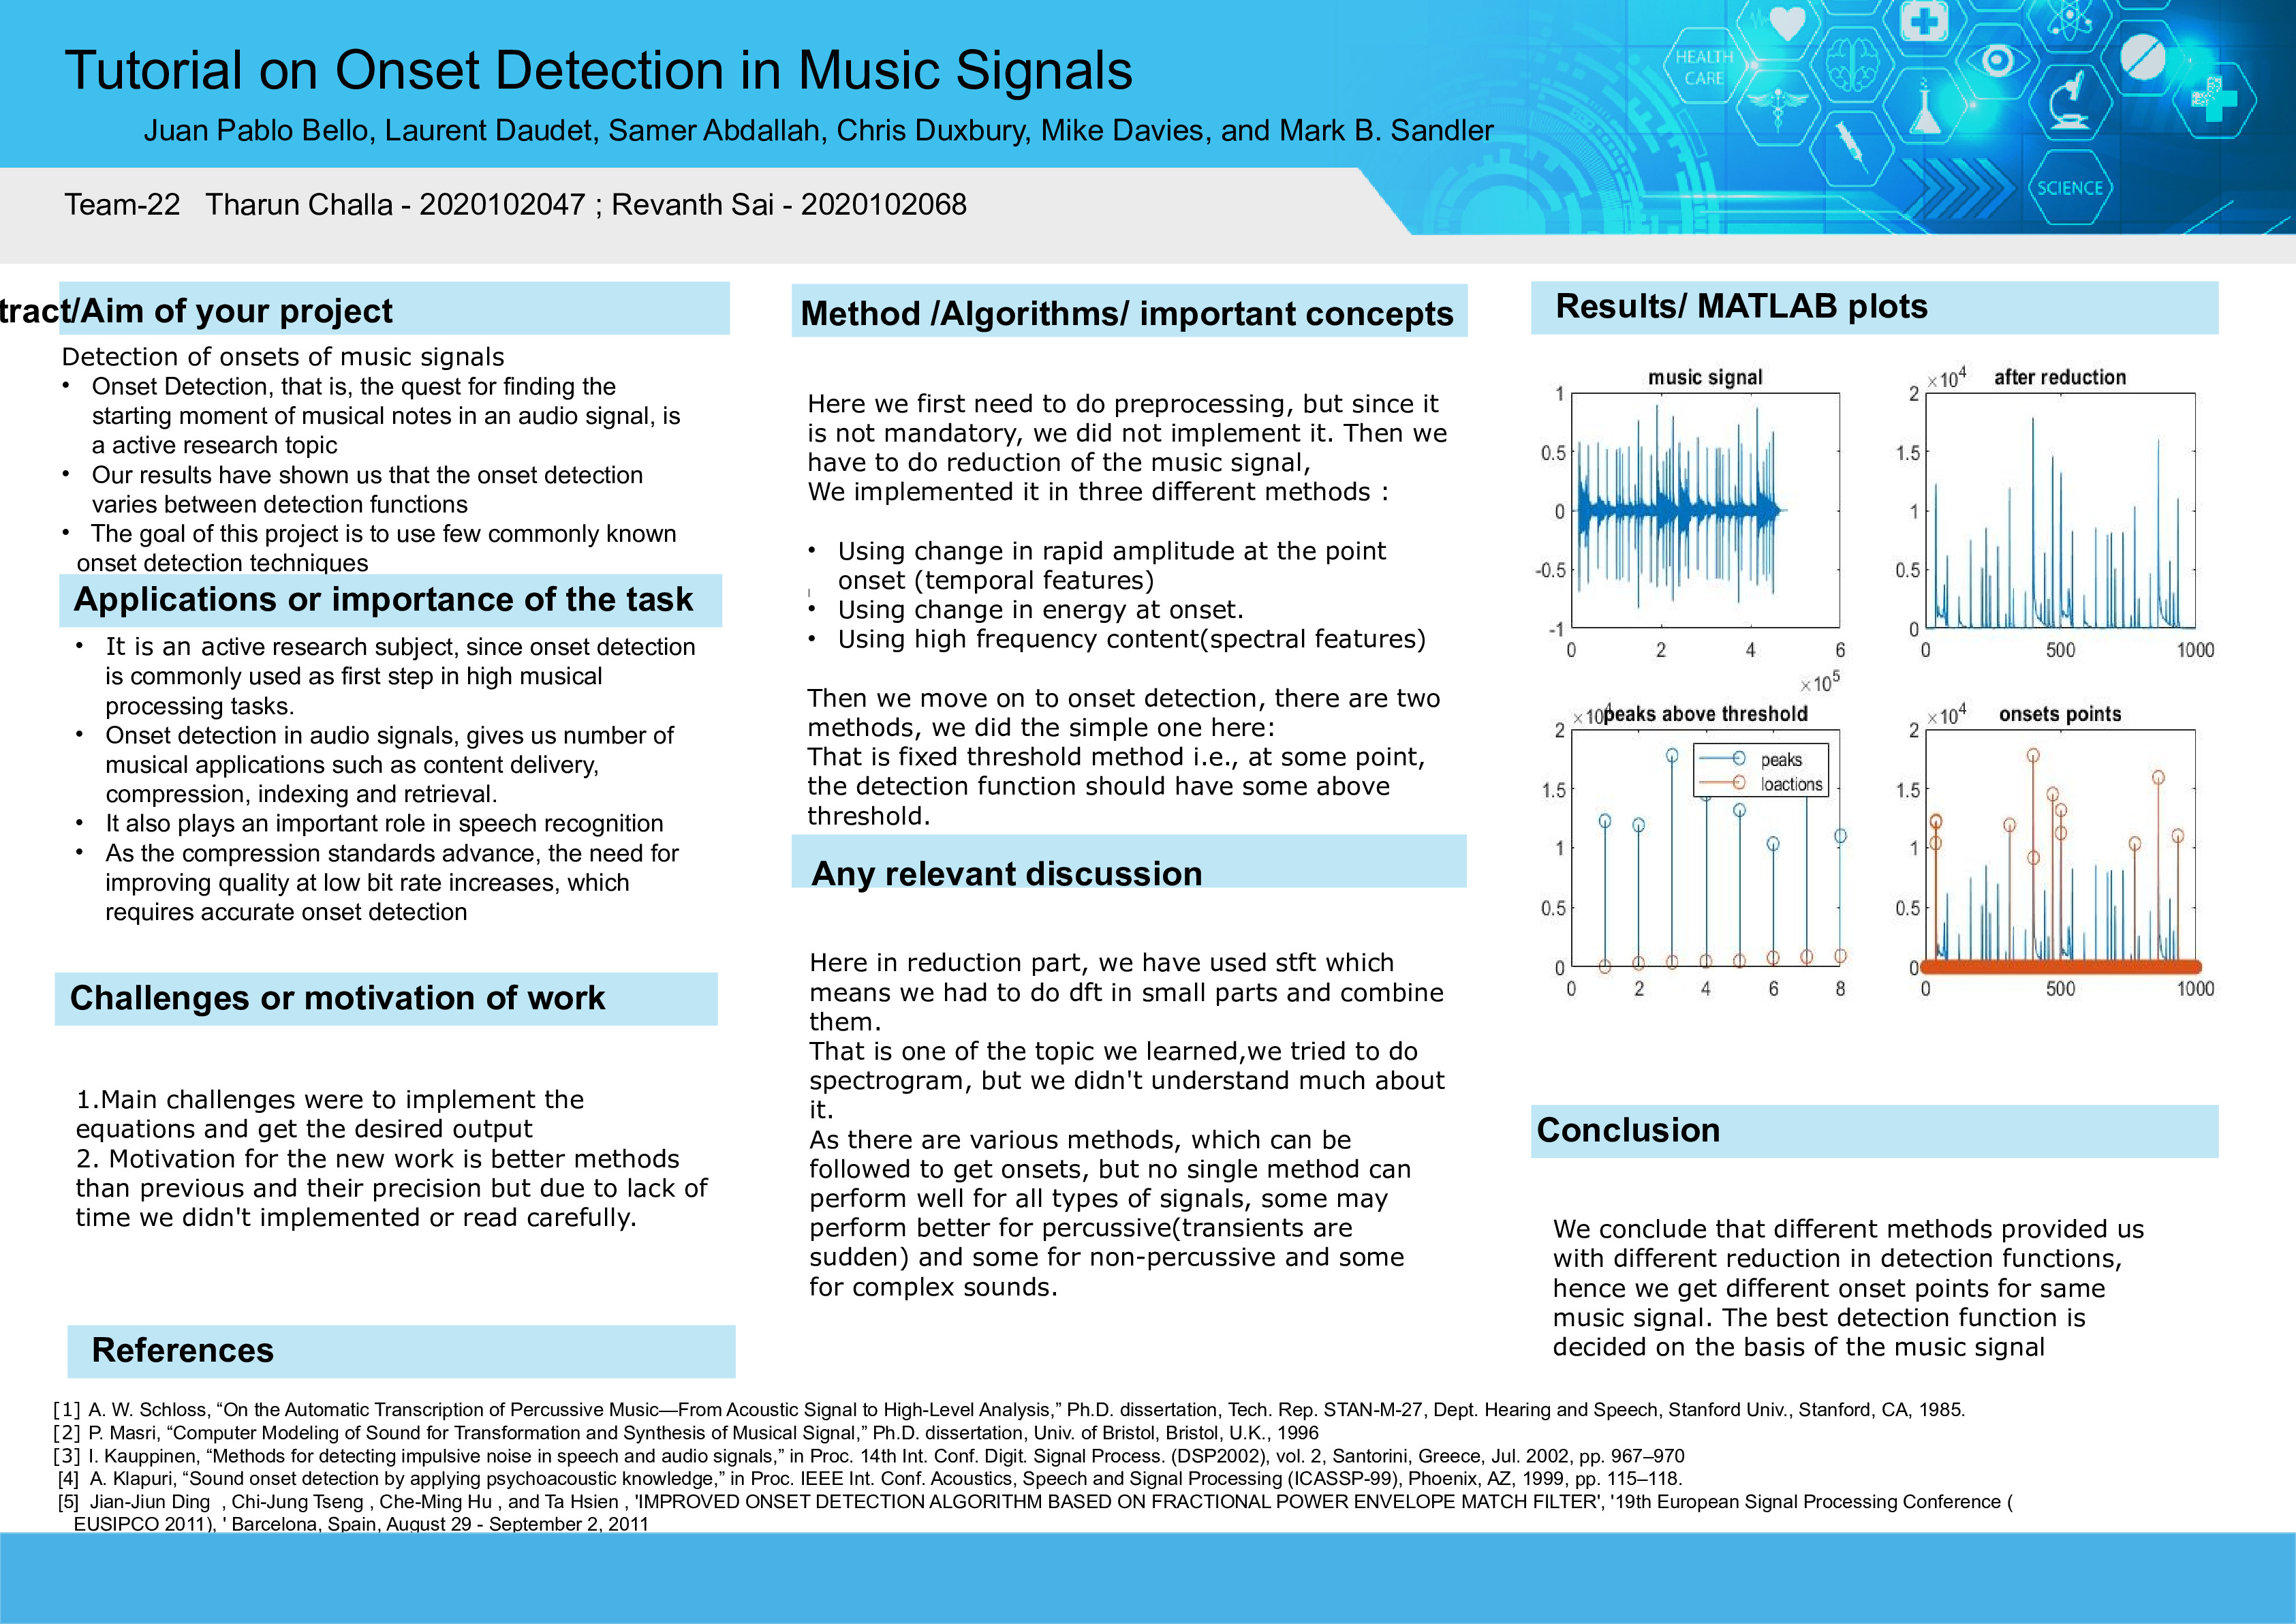 Tutorial on Onset Detection in Music Signals
Juan Pablo Bello, Laurent Daudet, Samer Abdallah, Chris Duxbury, Mike Davies, and Mark B. Sandler
HEALTH
CARE
SCIENCE
Team-22 Tharun Challa - 2020102047 ; Revanth Sai - 2020102068
tract/Aim of your project
Detection of onsets of music signals
• Onset Detection, that is, the quest for finding the
starting moment of musical notes in an audio signal, is
a active research topic
• Our results have shown us that the onset detection
varies between detection functions
• The goal of this project is to use few commonly known
onset detection techniques
Applications or importance of the task
• It is an active research subject, since onset detection
is commonly used as first step in high musical
processing tasks.
• Onset detection in audio signals, gives us number of
musical applications such as content delivery,
compression, indexing and retrieval.
• It also plays an important role in speech recognition
• As the compression standards advance, the need for
improving quality at low bit rate increases, which
requires accurate onset detection
Challenges or motivation of work
1.Main challenges were to implement the
equations and get the desired output
2. Motivation for the new work is better methods
than previous and their precision but due to lack of
time we didn't implemented or read carefully.
Method /Algorithms/ important concepts
Here we first need to do preprocessing, but since it
is not mandatory, we did not implement it. Then we
have to do reduction of the music signal,
We implemented it in three different methods :
• Using change in rapid amplitude at the point
onset (temporal features)
• Using change in energy at onset.
• Using high frequency content(spectral features)
Then we move on to onset detection, there are two
methods, we did the simple one here:
That is fixed threshold method i.e., at some point,
the detection function should have some above
threshold.
Any relevant discussion
Here in reduction part, we have used stft which
means we had to do dft in small parts and combine
them.
That is one of the topic we learned,we tried to do
spectrogram, but we didn't understand much about
it.
As there are various methods, which can be
followed to get onsets, but no single method can
perform well for all types of signals, some may
perform better for percussive(transients are
sudden) and some for non-percussive and some
for complex sounds.
Results/ MATLAB plots
music signal
1
0.5
0
-0.5
-1
0 2 4 6
×10^5
×10^4 after reduction
2
1.5
1
0.5
0
0 500 1000
×10^4 peaks above threshold
peaks
loactions
2
1.5
1
0.5
0
0 2 4 6 8
×10^4 onsets points
2
1.5
1
0.5
0
0 500 1000
Conclusion
We conclude that different methods provided us
with different reduction in detection functions,
hence we get different onset points for same
music signal. The best detection function is
decided on the basis of the music signal
References
[1] A. W. Schloss, “On the Automatic Transcription of Percussive Music—From Acoustic Signal to High-Level Analysis,” Ph.D. dissertation, Tech. Rep. STAN-M-27, Dept. Hearing and Speech, Stanford Univ., Stanford, CA, 1985.
[2] P. Masri, “Computer Modeling of Sound for Transformation and Synthesis of Musical Signal,” Ph.D. dissertation, Univ. of Bristol, Bristol, U.K., 1996
[3] I. Kauppinen, “Methods for detecting impulsive noise in speech and audio signals,” in Proc. 14th Int. Conf. Digit. Signal Process. (DSP2002), vol. 2, Santorini, Greece, Jul. 2002, pp. 967–970
[4] A. Klapuri, “Sound onset detection by applying psychoacoustic knowledge,” in Proc. IEEE Int. Conf. Acoustics, Speech and Signal Processing (ICASSP-99), Phoenix, AZ, 1999, pp. 115–118.
[5] Jian-Jiun Ding , Chi-Jung Tseng , Che-Ming Hu , and Ta Hsien , 'IMPROVED ONSET DETECTION ALGORITHM BASED ON FRACTIONAL POWER ENVELOPE MATCH FILTER', '19th European Signal Processing Conference (
EUSIPCO 2011), ' Barcelona, Spain, August 29 - September 2, 2011